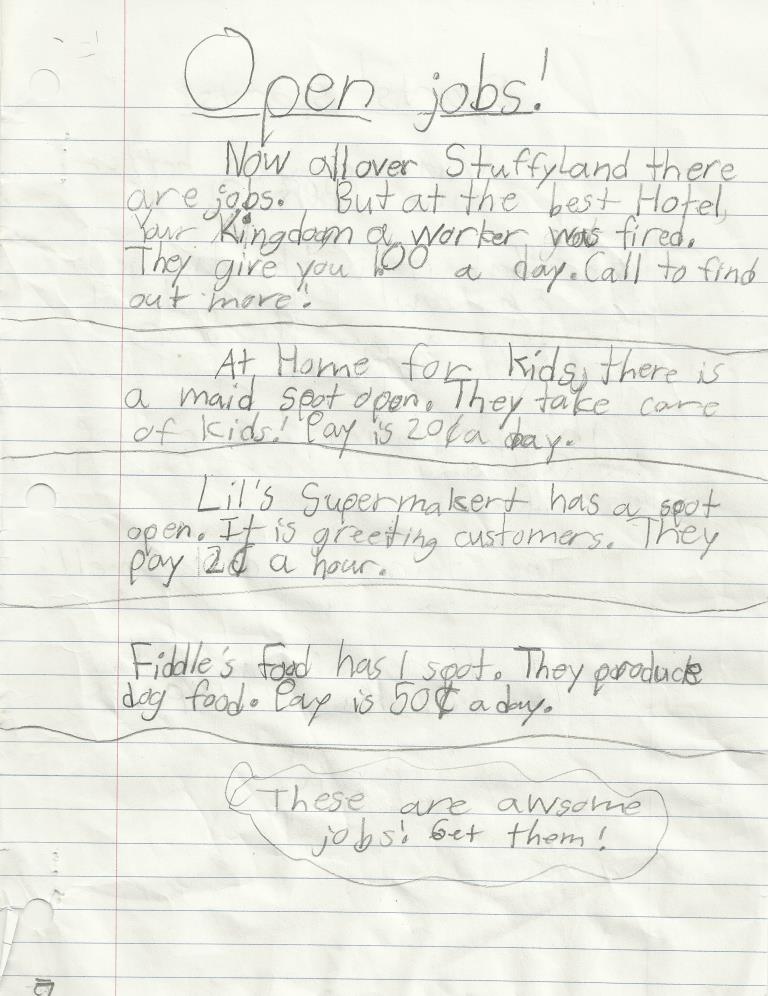 Open jobs!
Now all over Stuffyland there
are jobs. But at the best Hotel,
Your Kingdom a worker was fired.
They give you 1.00 a day. Call to find
out more!
At Home for kids, there is
a maid spot open. They take care
of kids! Pay is 20¢ a day.
Lil's Supermakert has a spot
open. It is greeting customers. They
pay 2¢ a hour.
Fiddle's food has 1 spot. They produce
dog food. Pay is 50¢ a day.
These are awsome
jobs! Get them!